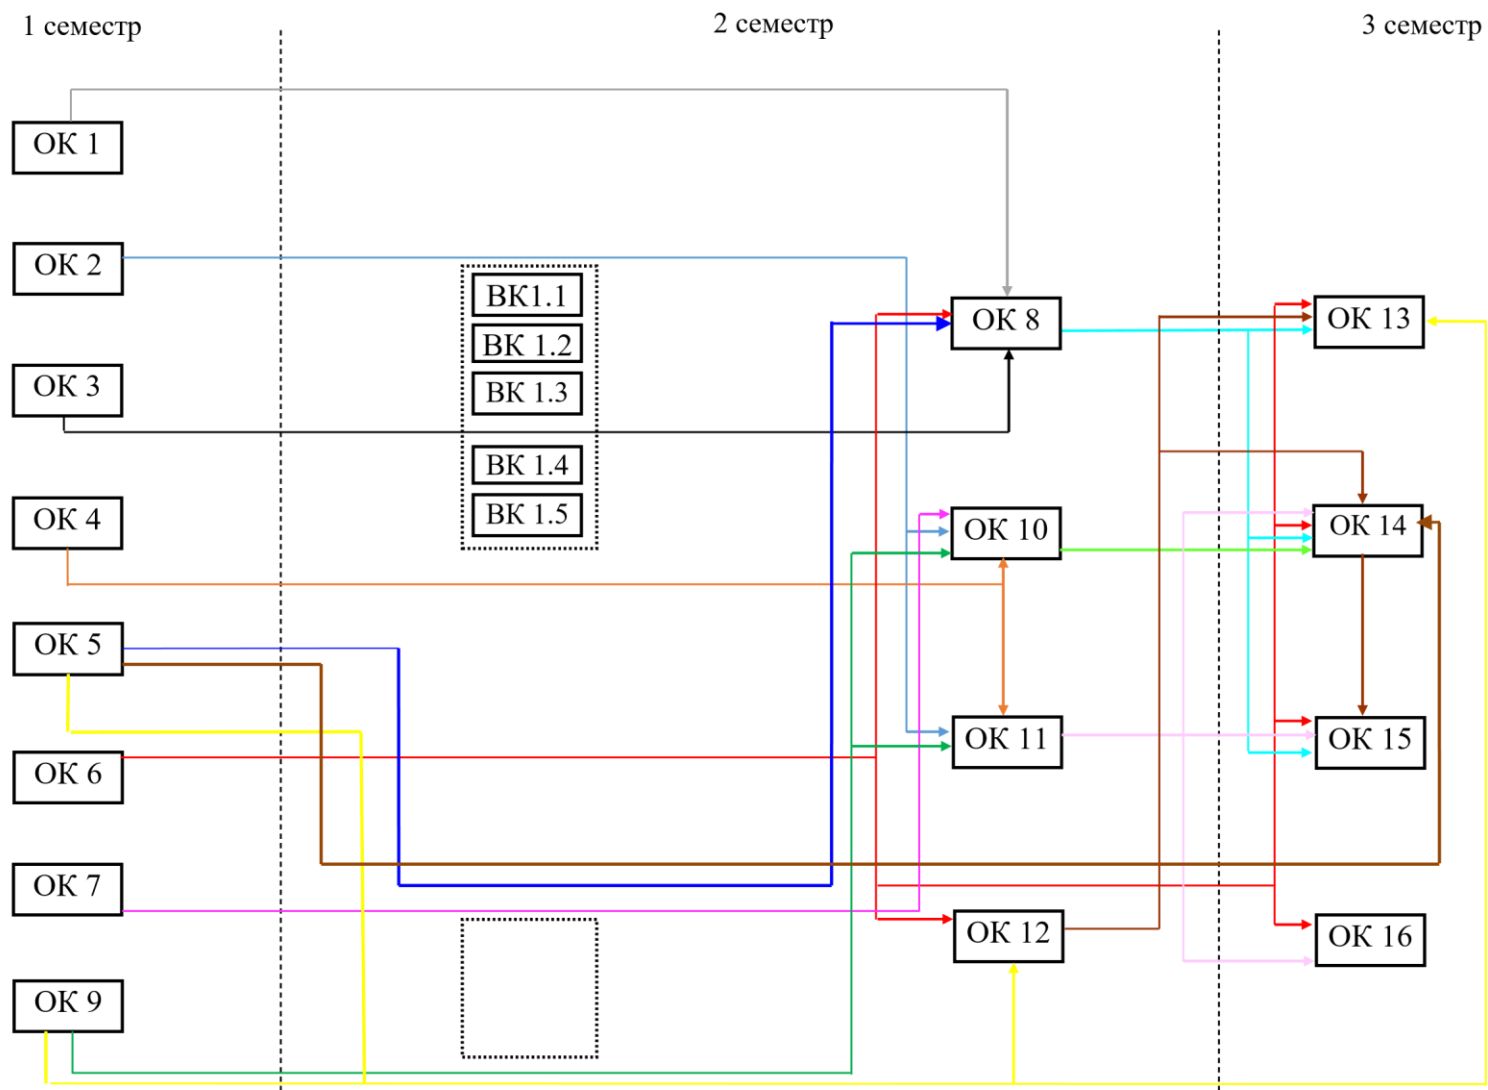 1 семестр
2 семестр
3 семестр
ОК 1
ОК 2
ОК 3
ОК 4
ОК 5
ОК 6
ОК 7
ОК 9
ВК1.1
ВК 1.2
ВК 1.3
ВК 1.4
ВК 1.5
ОК 8
ОК 10
ОК 11
ОК 12
ОК 13
ОК 14
ОК 15
ОК 16